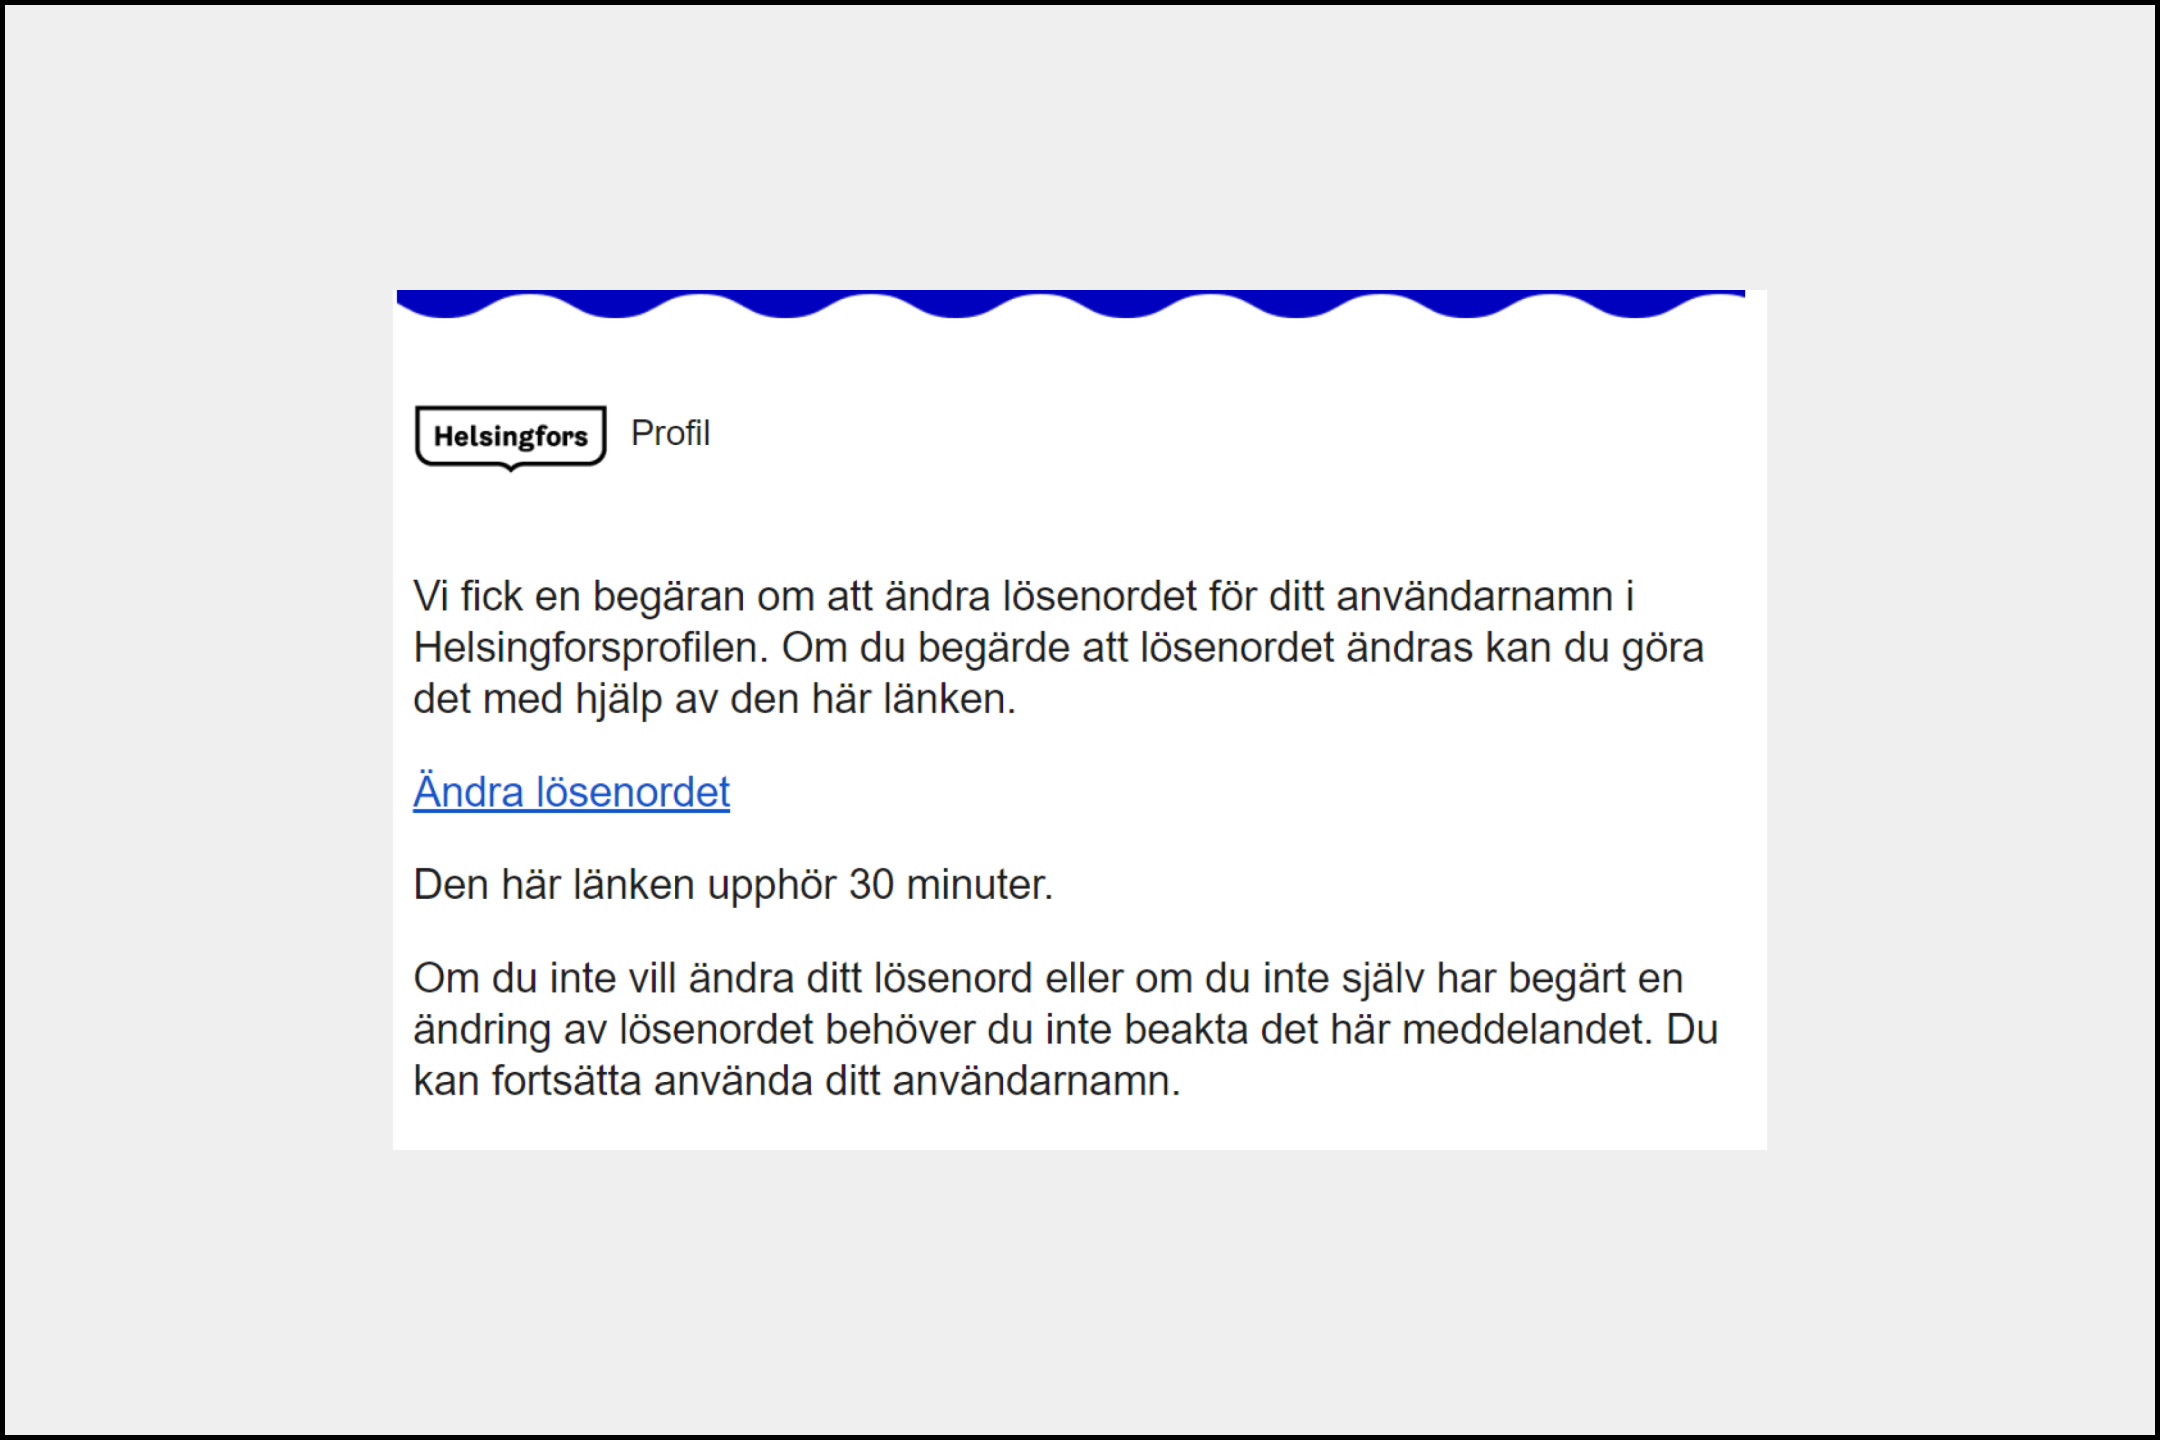 Helsingfors Profil
Vi fick en begäran om att ändra lösenordet för ditt användarnamn i
Helsingforsprofilen. Om du begärde att lösenordet ändras kan du göra
det med hjälp av den här länken.
Ändra lösenordet
Den här länken upphör 30 minuter.
Om du inte vill ändra ditt lösenord eller om du inte själv har begärt en
ändring av lösenordet behöver du inte beakta det här meddelandet. Du
kan fortsätta använda ditt användarnamn.